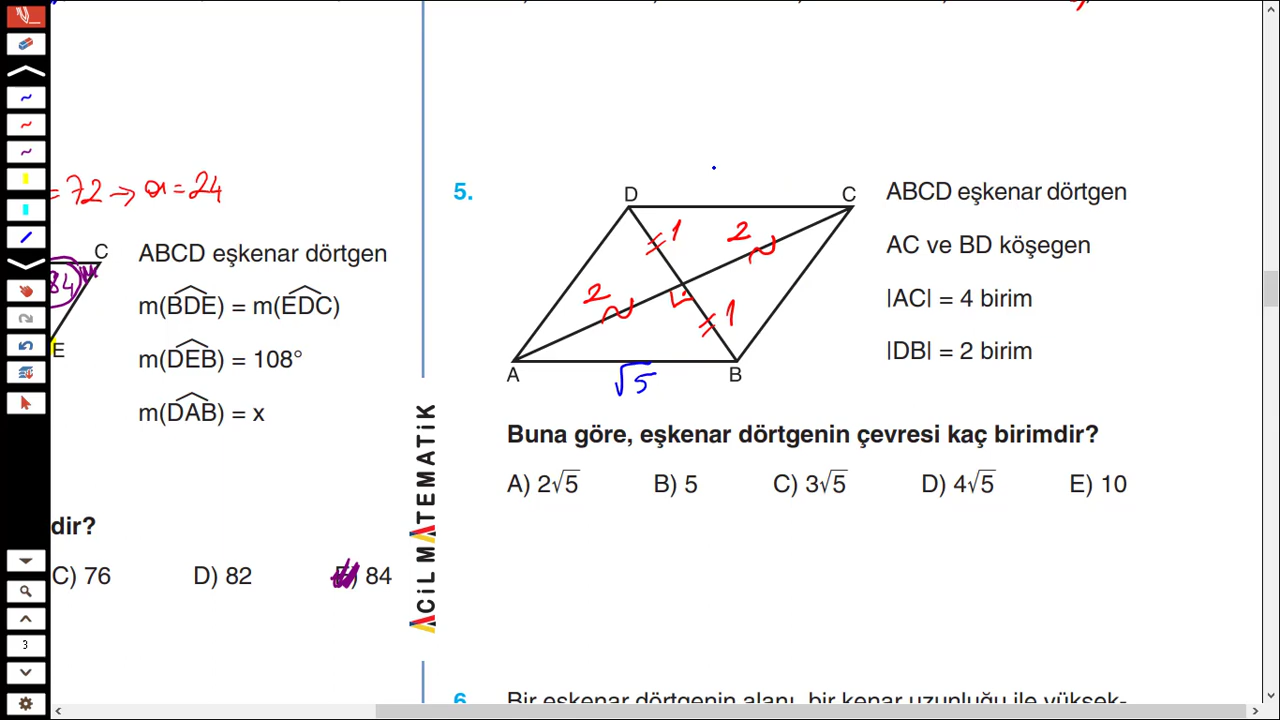 = 72 → a = 24
C
84
E
ABCD eşkenar dörtgen
m(BDE) = m(EDC)
m(DEB) = 108°
m(DAB) = x
dir?
C) 76 D) 82 E) 84
ACİLMATEMATİK
5.
D C
1 2
2 1
A B
√5
ABCD eşkenar dörtgen
AC ve BD köşegen
|AC| = 4 birim
|DB| = 2 birim
Buna göre, eşkenar dörtgenin çevresi kaç birimdir?
A) 2√5 B) 5 C) 3√5 D) 4√5 E) 10
6. Bir eşkenar dörtgenin alanı, bir kenar uzunluğu ile yüksek-
3